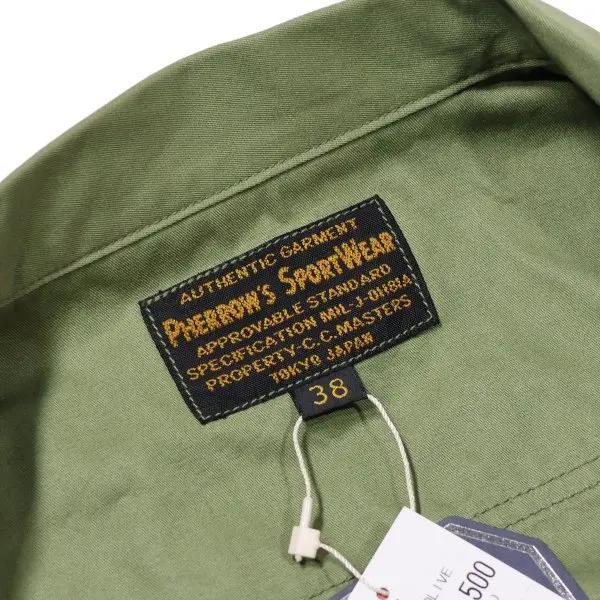 AUTHENTIC GARMENT
PHERROW'S SPORTWEAR
APPROVABLE STANDARD
SPECIFICATION MIL-J-OH81A
PROPERTY-C.C.MASTERS
TOKYO JAPAN
38
500